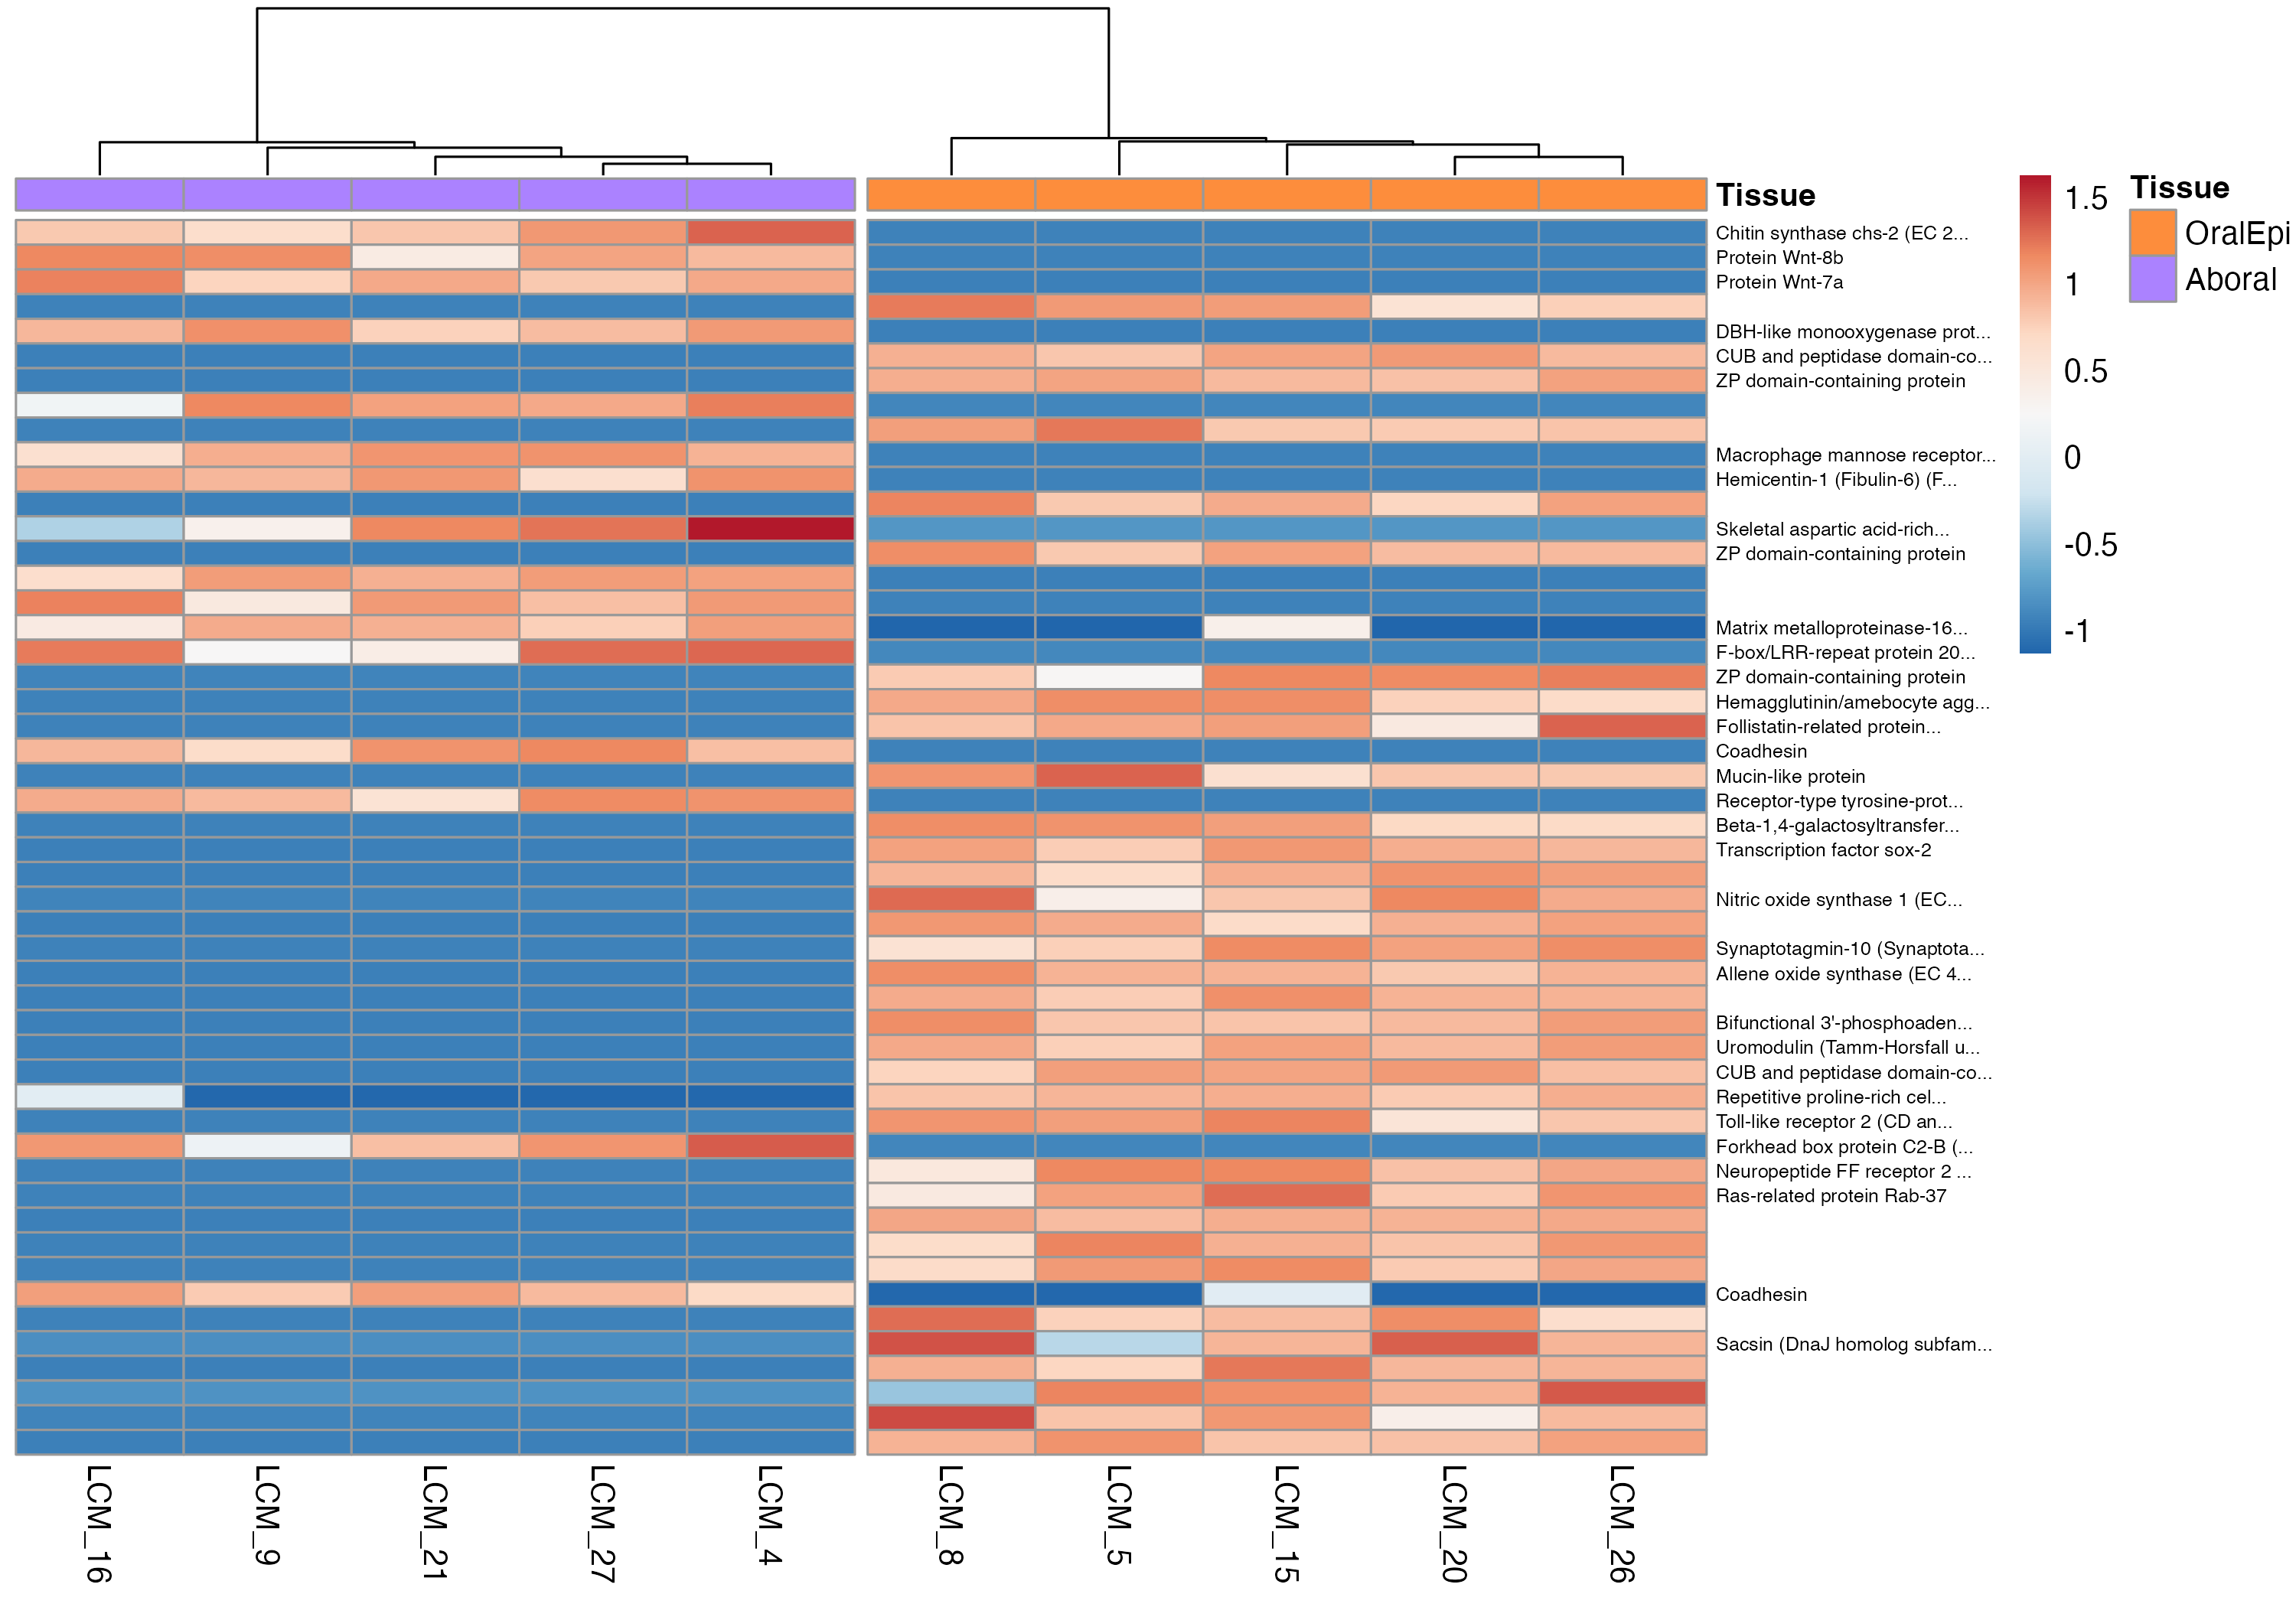 Tissue
Chitin synthase chs-2 (EC 2...
Protein Wnt-8b
Protein Wnt-7a
DBH-like monooxygenase prot...
CUB and peptidase domain-co...
ZP domain-containing protein
Macrophage mannose receptor...
Hemicentin-1 (Fibulin-6) (F...
Skeletal aspartic acid-rich...
ZP domain-containing protein
Matrix metalloproteinase-16...
F-box/LRR-repeat protein 20...
ZP domain-containing protein
Hemagglutinin/amebocyte agg...
Follistatin-related protein...
Coadhesin
Mucin-like protein
Receptor-type tyrosine-prot...
Beta-1,4-galactosyltransfer...
Transcription factor sox-2
Nitric oxide synthase 1 (EC...
Synaptotagmin-10 (Synaptota...
Allene oxide synthase (EC 4...
Bifunctional 3'-phosphoaden...
Uromodulin (Tamm-Horsfall u...
CUB and peptidase domain-co...
Repetitive proline-rich cel...
Toll-like receptor 2 (CD an...
Forkhead box protein C2-B (...
Neuropeptide FF receptor 2 ...
Ras-related protein Rab-37
Coadhesin
Sacsin (DnaJ homolog subfam...
1.5
1
0.5
0
-0.5
-1
Tissue
OralEpi
Aboral
LCM_16
LCM_9
LCM_21
LCM_27
LCM_4
LCM_8
LCM_5
LCM_15
LCM_20
LCM_26